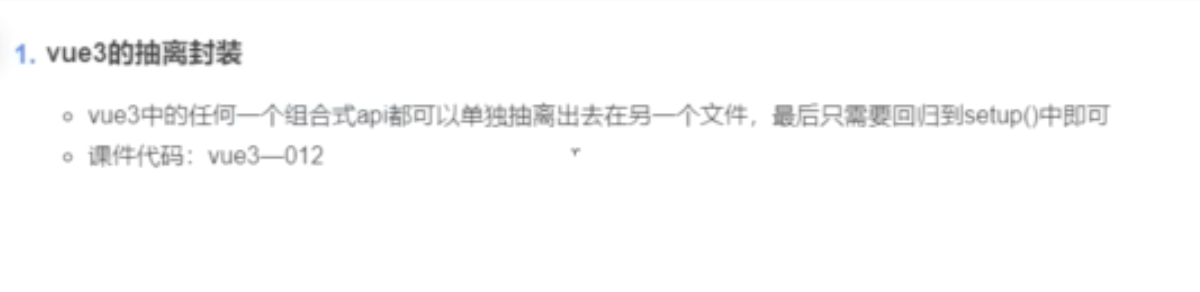 1. vue3的抽离封装
vue3中的任何一个组合式api都可以单独抽离出去在另一个文件，最后只需要回归到setup()中即可
课件代码：vue3—012